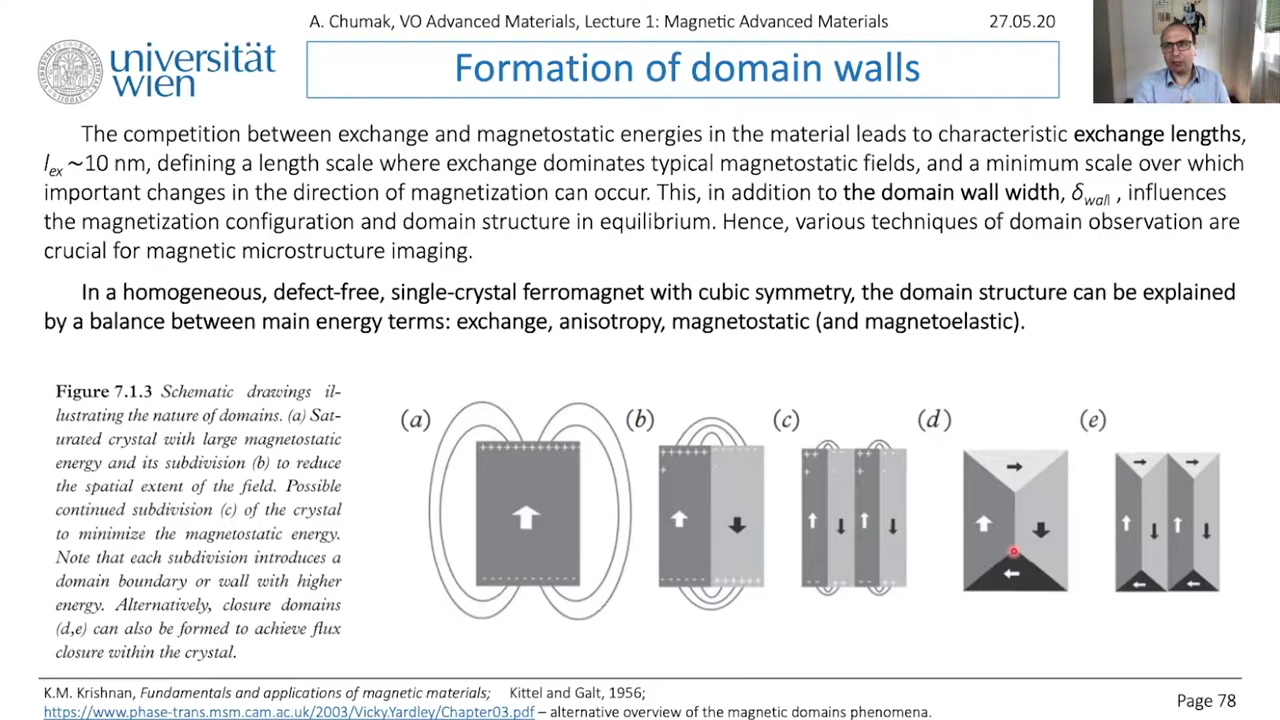 A. Chumak, VO Advanced Materials, Lecture 1: Magnetic Advanced Materials
27.05.20
universität
wien
Formation of domain walls
The competition between exchange and magnetostatic energies in the material leads to characteristic exchange lengths,
lex ~10 nm, defining a length scale where exchange dominates typical magnetostatic fields, and a minimum scale over which
important changes in the direction of magnetization can occur. This, in addition to the domain wall width, δwall , influences
the magnetization configuration and domain structure in equilibrium. Hence, various techniques of domain observation are
crucial for magnetic microstructure imaging.
In a homogeneous, defect-free, single-crystal ferromagnet with cubic symmetry, the domain structure can be explained
by a balance between main energy terms: exchange, anisotropy, magnetostatic (and magnetoelastic).
Figure 7.1.3 Schematic drawings il-
lustrating the nature of domains. (a) Sat-
urated crystal with large magnetostatic
energy and its subdivision (b) to reduce
the spatial extent of the field. Possible
continued subdivision (c) of the crystal
to minimize the magnetostatic energy.
Note that each subdivision introduces a
domain boundary or wall with higher
energy. Alternatively, closure domains
(d,e) can also be formed to achieve flux
closure within the crystal.
(a)
(b)
(c)
(d)
(e)
K.M. Krishnan, Fundamentals and applications of magnetic materials; Kittel and Galt, 1956;
https://www.phase-trans.msm.cam.ac.uk/2003/Vicky.Yardley/Chapter03.pdf – alternative overview of the magnetic domains phenomena.
Page 78